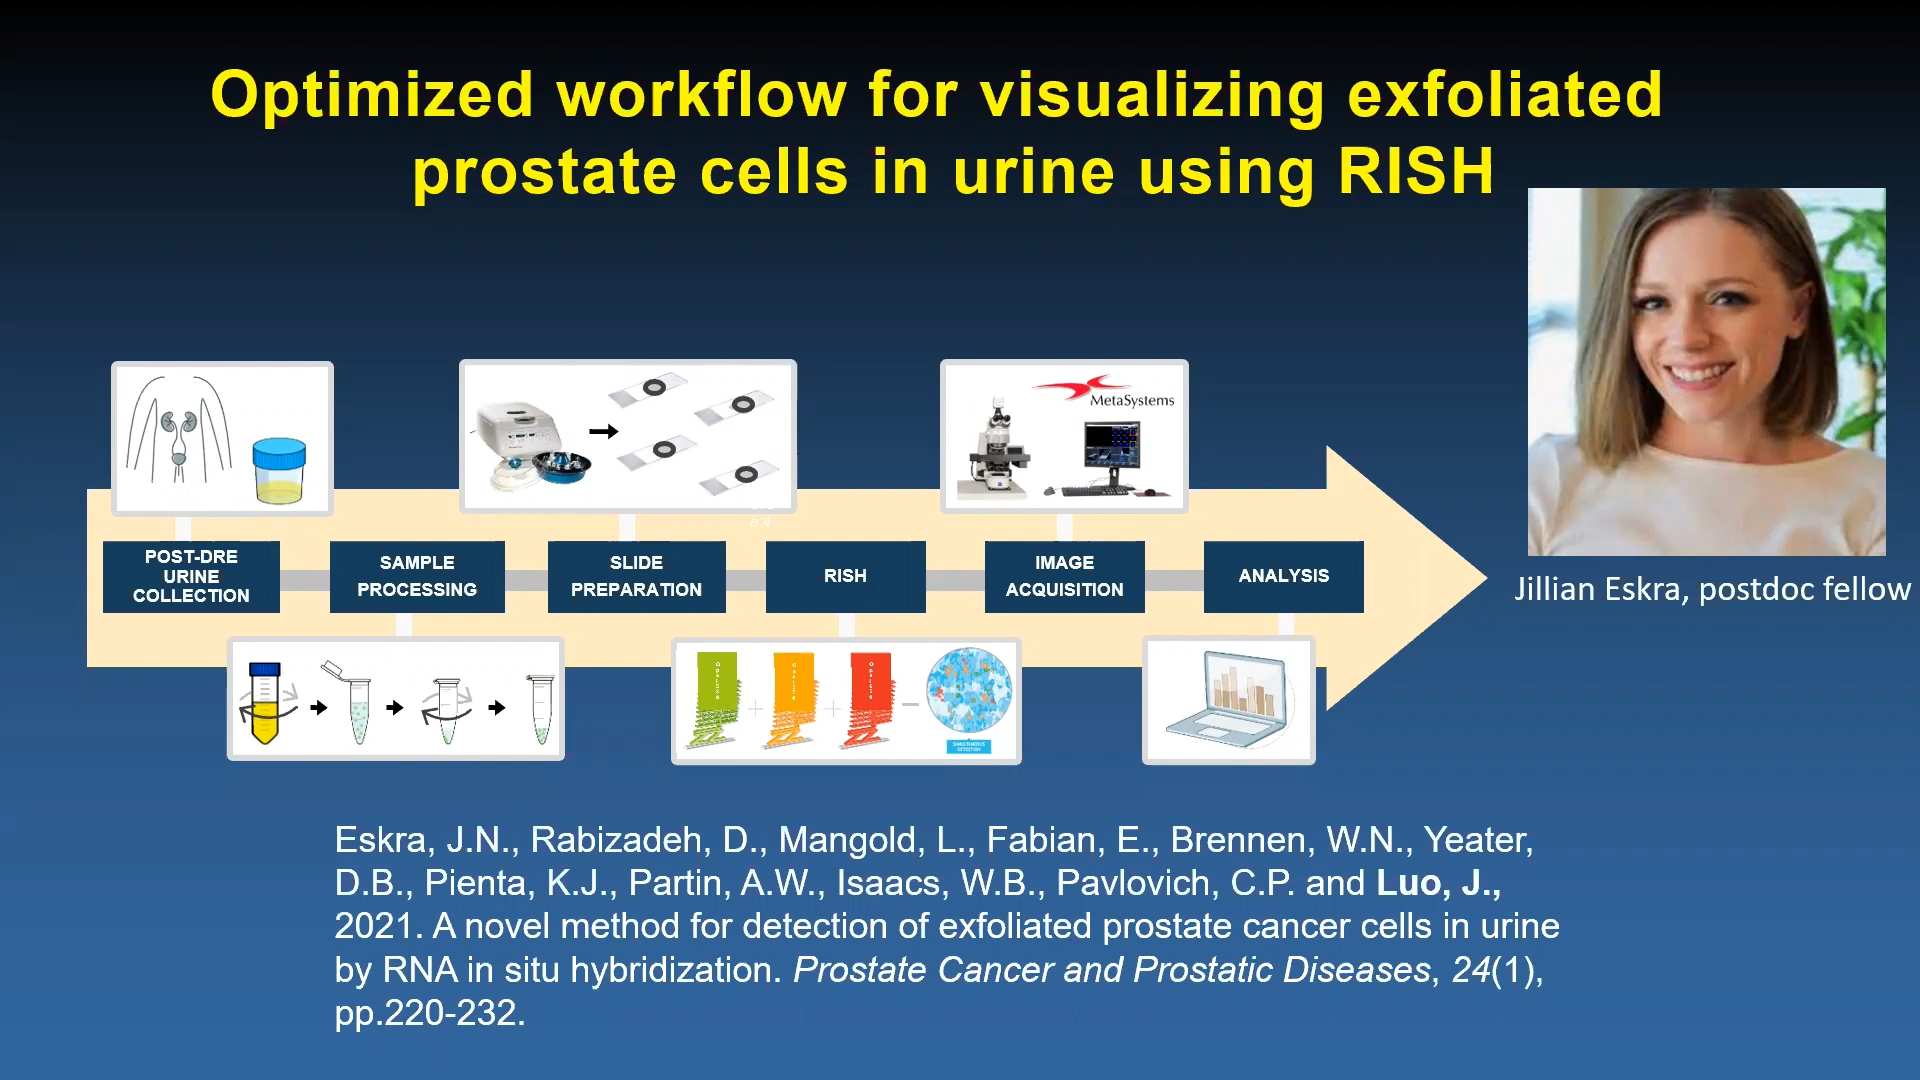 Optimized workflow for visualizing exfoliated
prostate cells in urine using RISH
MetaSystems
POST-DRE
URINE
COLLECTION
SAMPLE
PROCESSING
SLIDE
PREPARATION
RISH
IMAGE
ACQUISITION
ANALYSIS
Jillian Eskra, postdoc fellow
SIMULTANEOUS
DETECTION
Eskra, J.N., Rabizadeh, D., Mangold, L., Fabian, E., Brennen, W.N., Yeater,
D.B., Pienta, K.J., Partin, A.W., Isaacs, W.B., Pavlovich, C.P. and Luo, J.,
2021. A novel method for detection of exfoliated prostate cancer cells in urine
by RNA in situ hybridization. Prostate Cancer and Prostatic Diseases, 24(1),
pp.220-232.